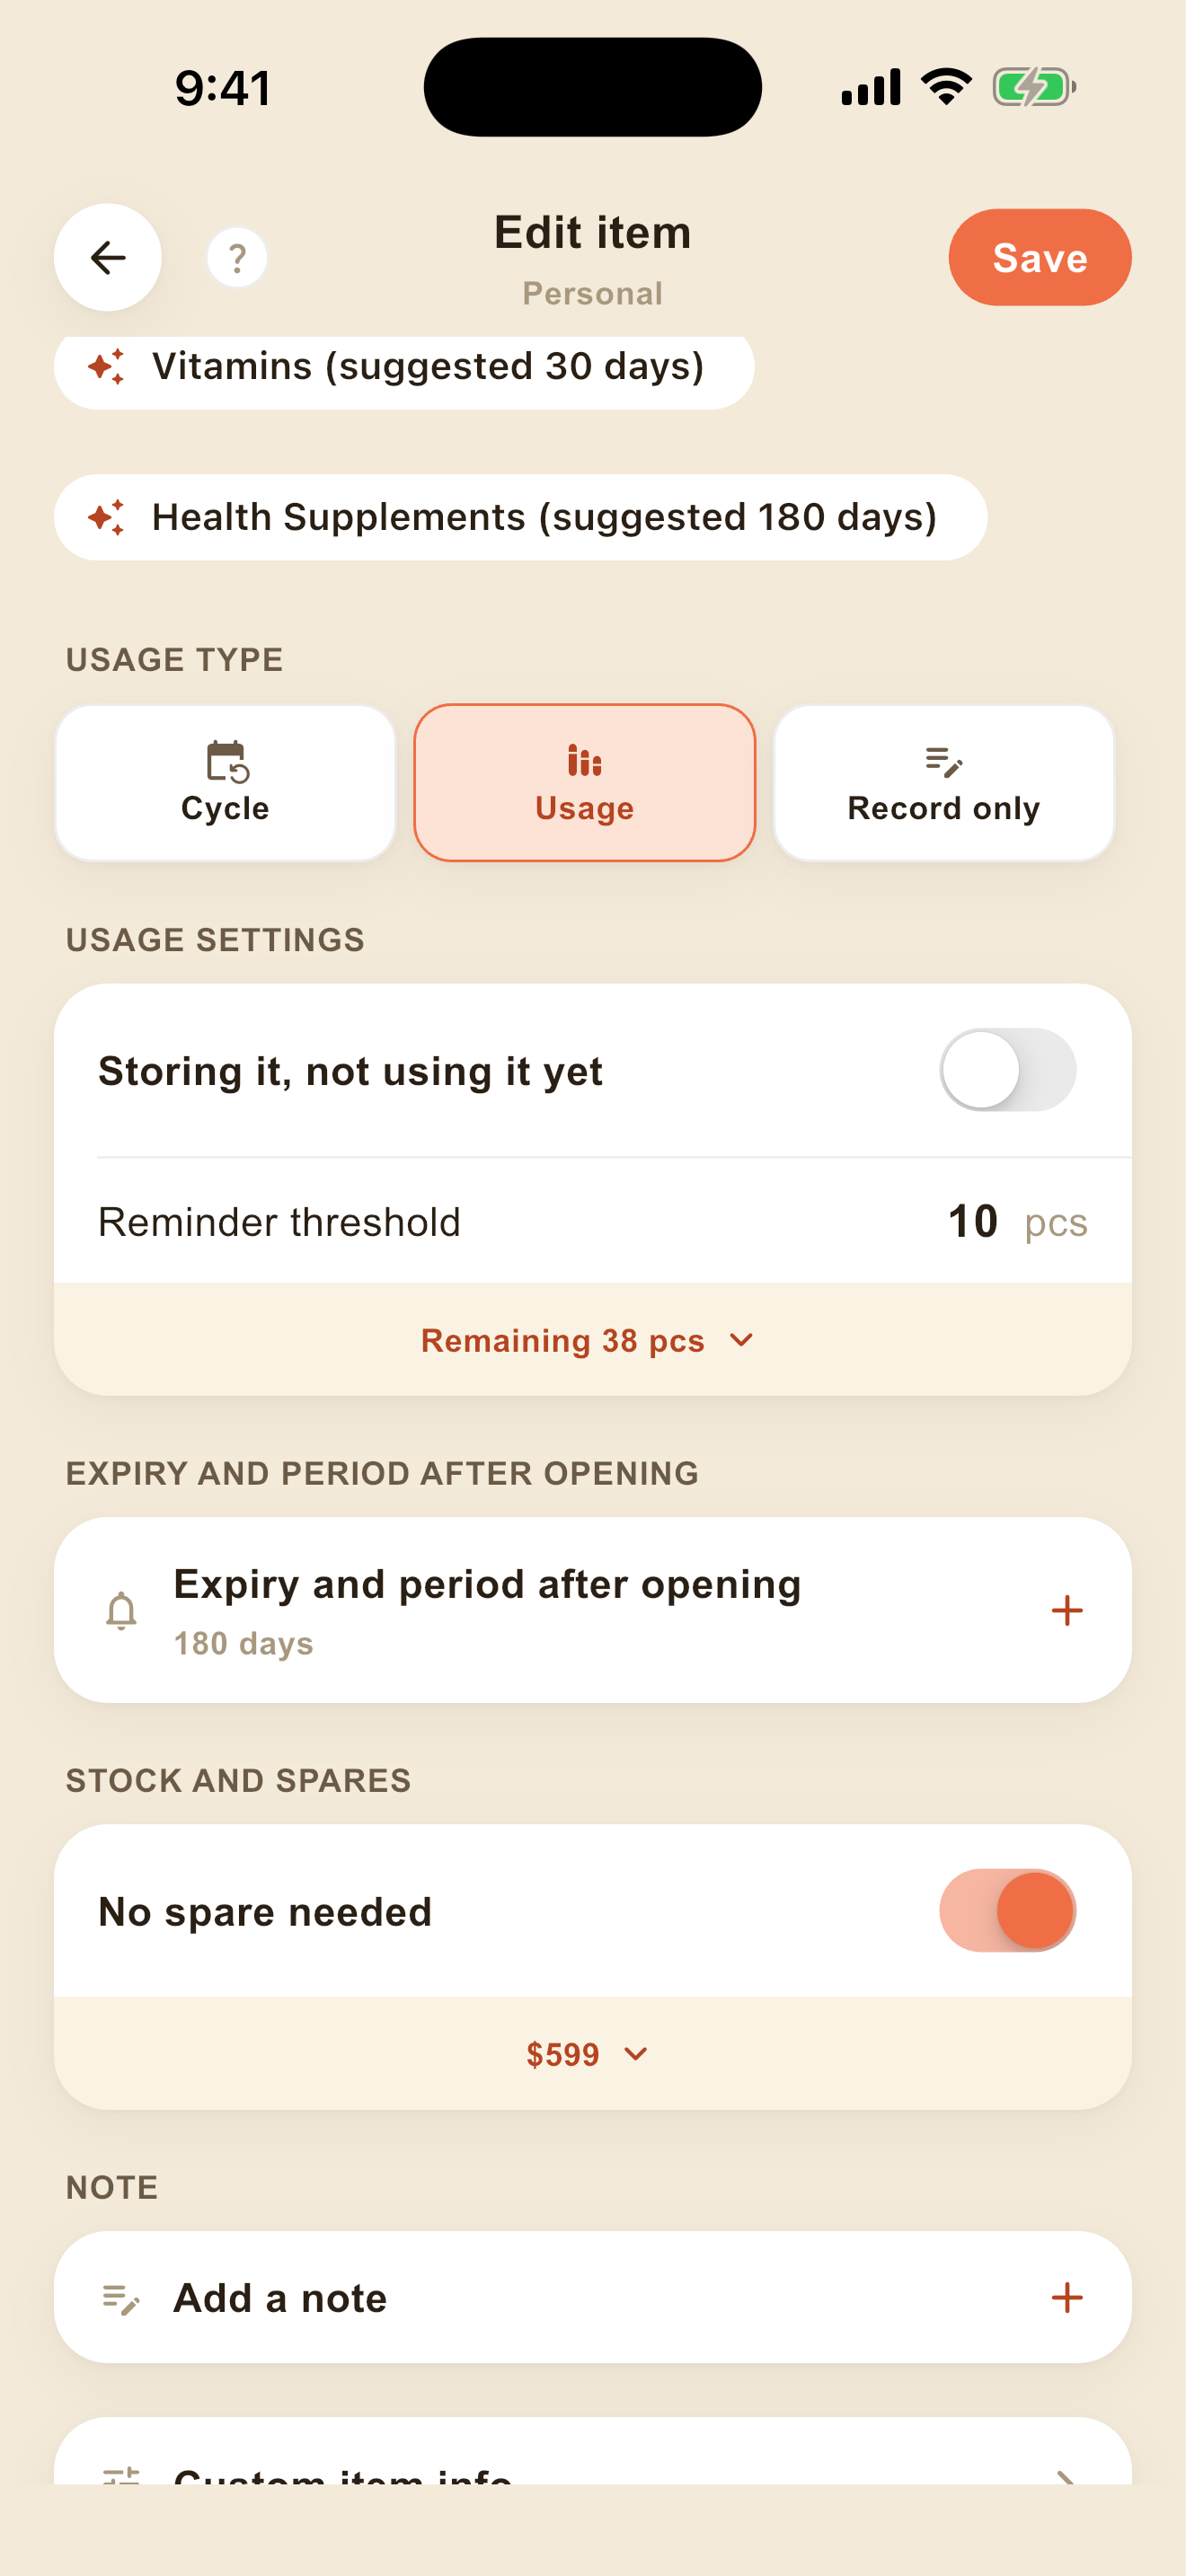 9:41
?
Edit item
Personal
Save
Vitamins (suggested 30 days)
Health Supplements (suggested 180 days)
USAGE TYPE
Cycle
Usage
Record only
USAGE SETTINGS
Storing it, not using it yet
Reminder threshold
10 pcs
Remaining 38 pcs
EXPIRY AND PERIOD AFTER OPENING
Expiry and period after opening
180 days
STOCK AND SPARES
No spare needed
$599
NOTE
Add a note
Custom item info